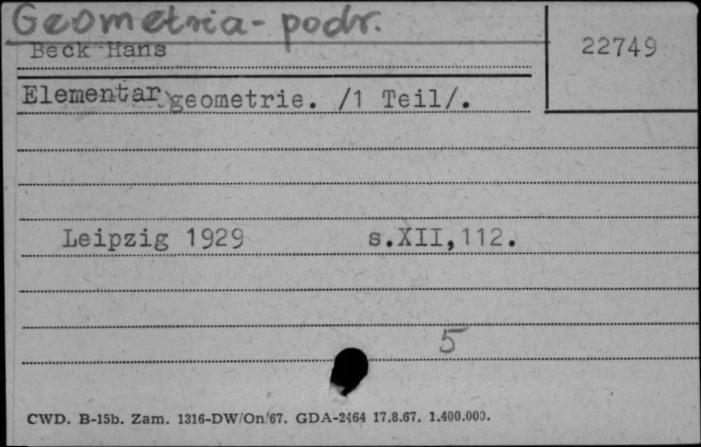 Geometria - podr.
Beck Hans
22749
Elementargeometrie. /1 Teil/.
Leipzig 1929 s.XII,112.
5
CWD. B-15b. Zam. 1316-DW/On/67. GDA-2464 17.8.67. 1.400.000.